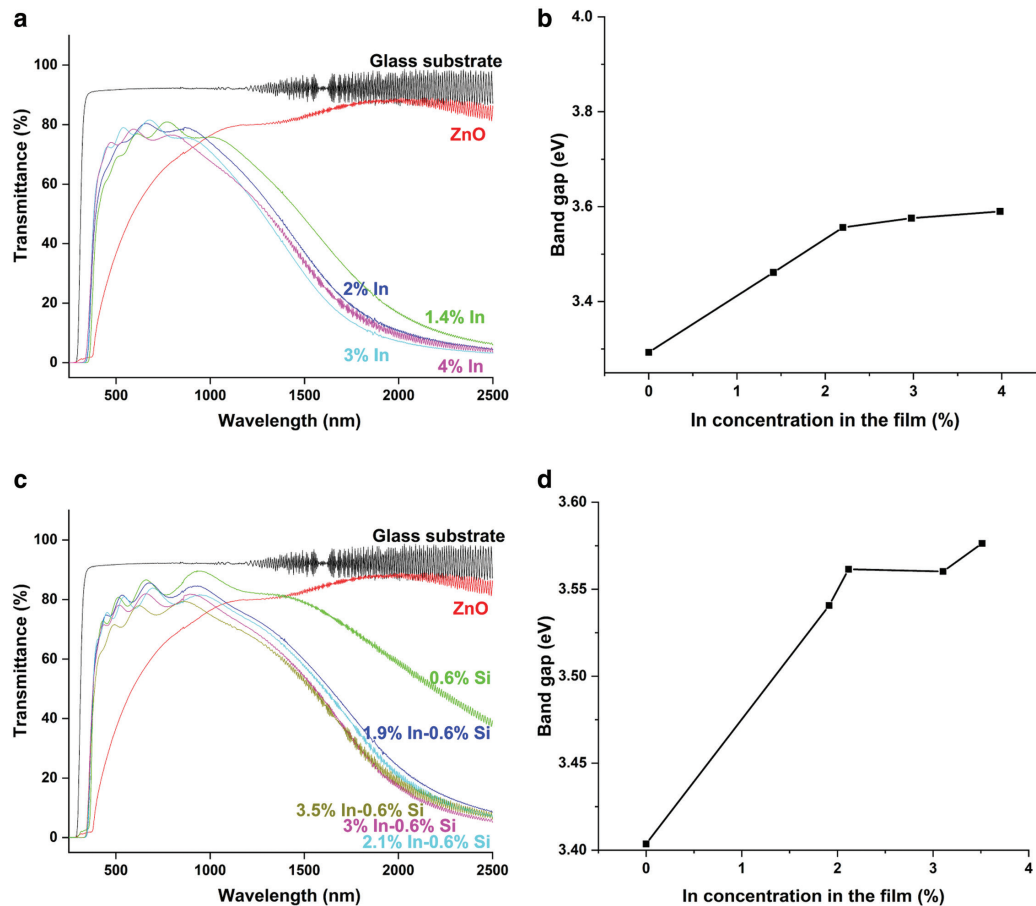 a
Glass substrate
ZnO
2% In
1.4% In
3% In
4% In
Transmittance (%)
0
20
40
60
80
100
500
1000
1500
2000
2500
Wavelength (nm)
b
Band gap (eV)
4.0
3.8
3.6
3.4
0
1
2
3
4
In concentration in the film (%)
c
Glass substrate
ZnO
0.6% Si
1.9% In-0.6% Si
3.5% In-0.6% Si
3% In-0.6% Si
2.1% In-0.6% Si
Transmittance (%)
0
20
40
60
80
100
500
1000
1500
2000
2500
Wavelength (nm)
d
Band gap (eV)
3.60
3.55
3.50
3.45
3.40
0
1
2
3
4
In concentration in the film (%)